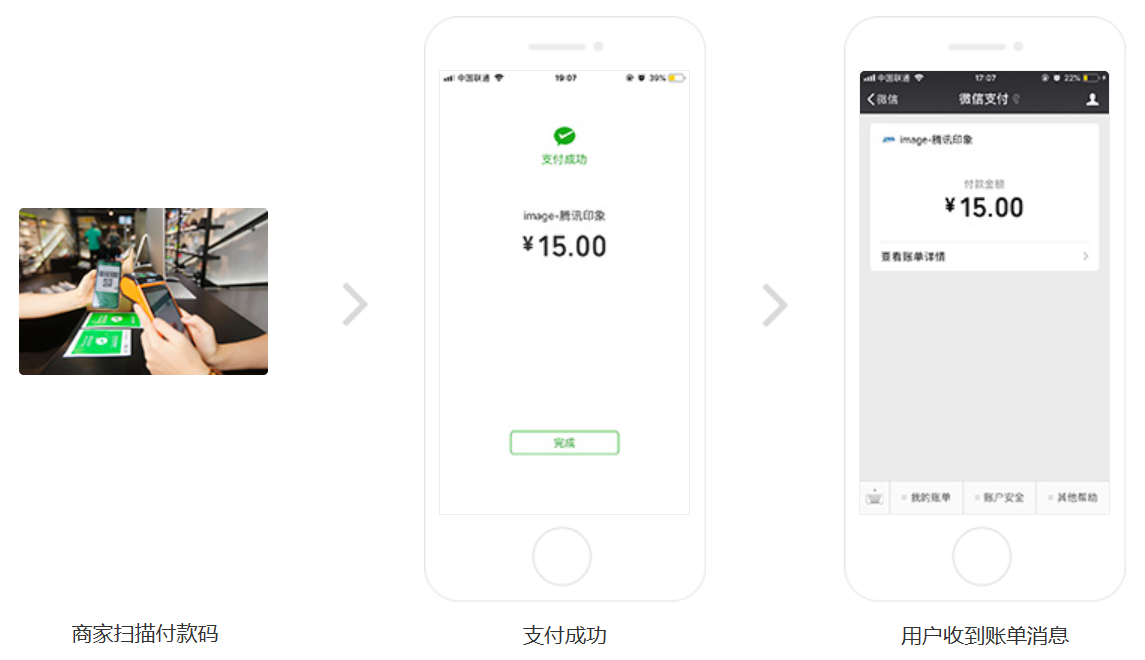 中国联通
19:07
39%
支付成功
image-腾讯印象
¥15.00
完成
中国联通
17:07
22%
微信
微信支付
image-腾讯印象
付款金额
¥15.00
查看账单详情
我的账单
账户安全
其他帮助
商家扫描付款码
支付成功
用户收到账单消息